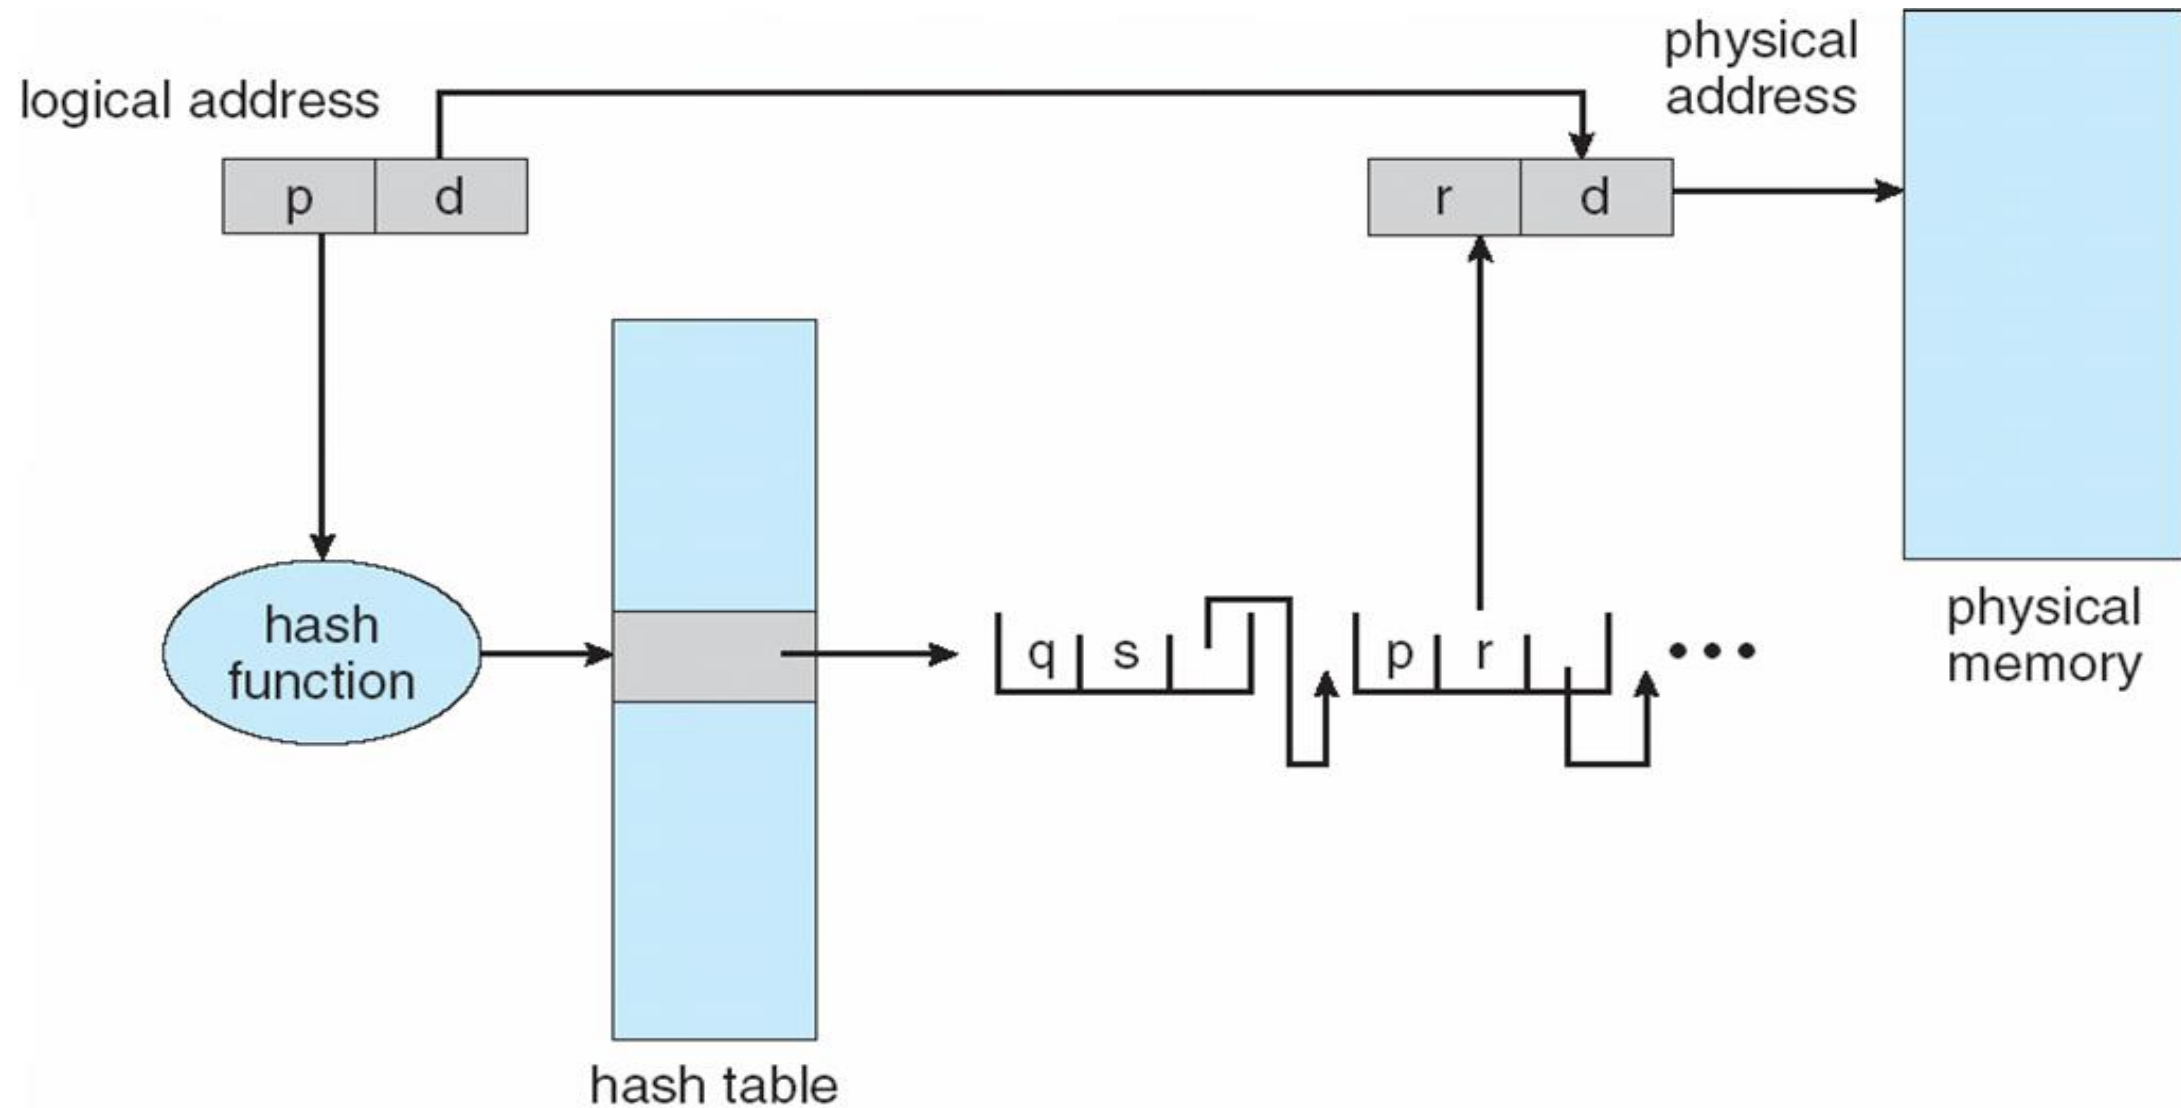 physical
address
logical address
p d
r d
hash
function
q s
p r
physical
memory
hash table